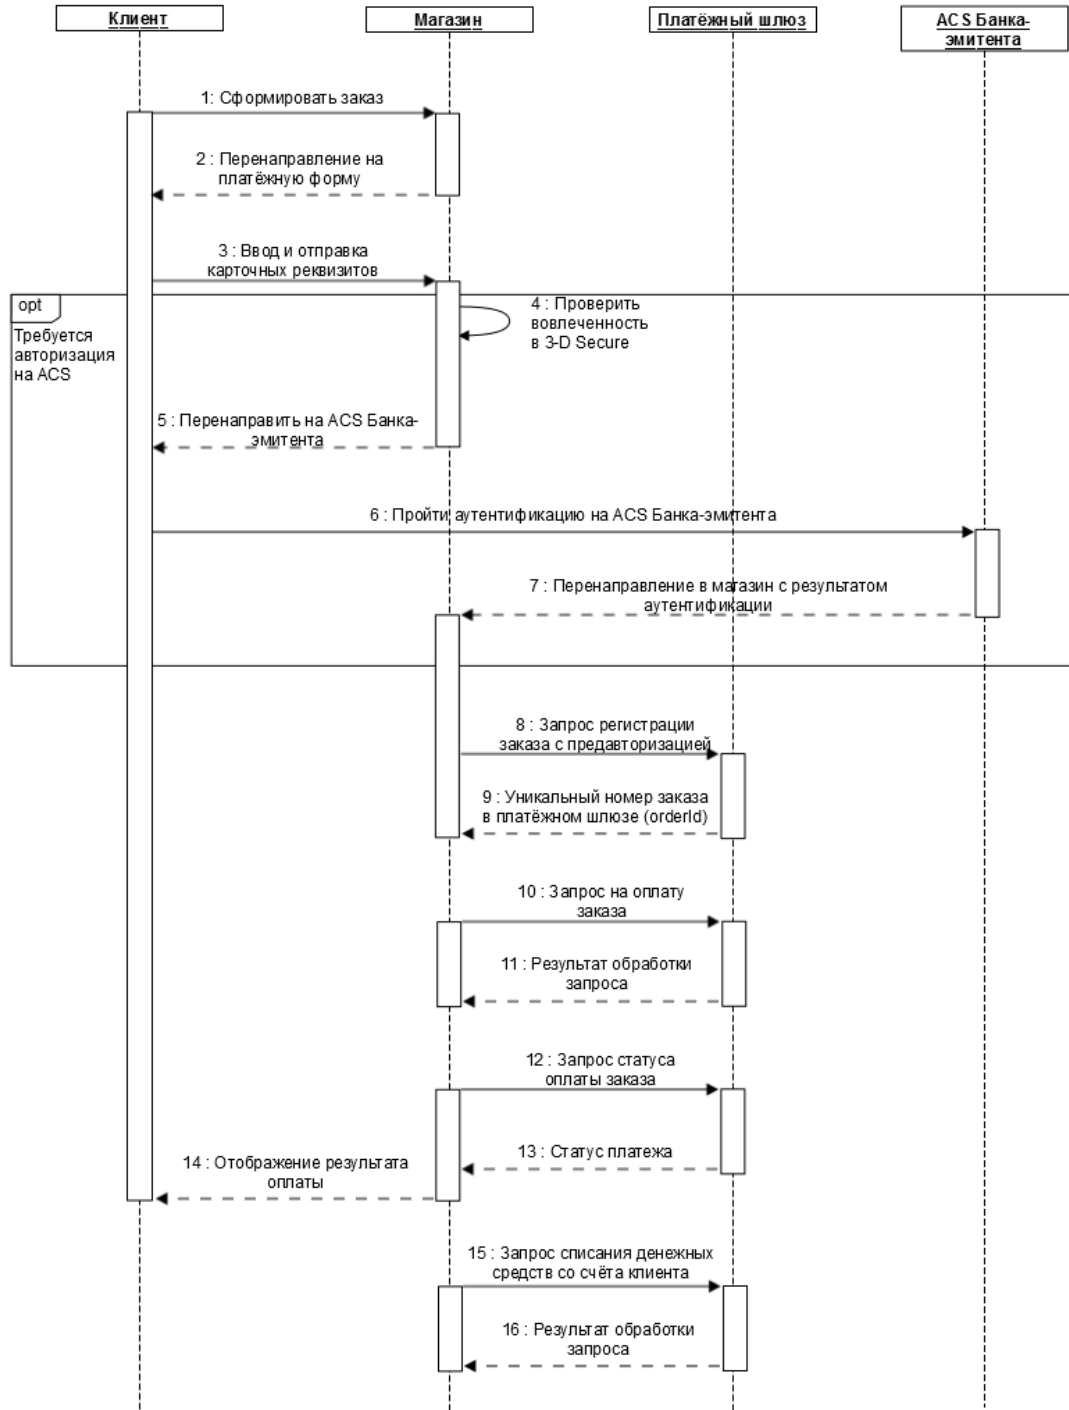 Клиент
Магазин
Платёжный шлюз
ACS Банка-
эмитента
1: Сформировать заказ
2 : Перенаправление на
платёжную форму
3 : Ввод и отправка
карточных реквизитов
opt
Требуется
авторизация
на ACS
4 : Проверить
вовлеченность
в 3-D Secure
5 : Перенаправить на ACS Банка-
эмитента
6 : Пройти аутентификацию на ACS Банка-эмитента
7 : Перенаправление в магазин с результатом
аутентификации
8 : Запрос регистрации
заказа с предавторизацией
9 : Уникальный номер заказа
в платёжном шлюзе (orderId)
10 : Запрос на оплату
заказа
11 : Результат обработки
запроса
12 : Запрос статуса
оплаты заказа
13 : Статус платежа
14 : Отображение результата
оплаты
15 : Запрос списания денежных
средств со счёта клиента
16 : Результат обработки
запроса